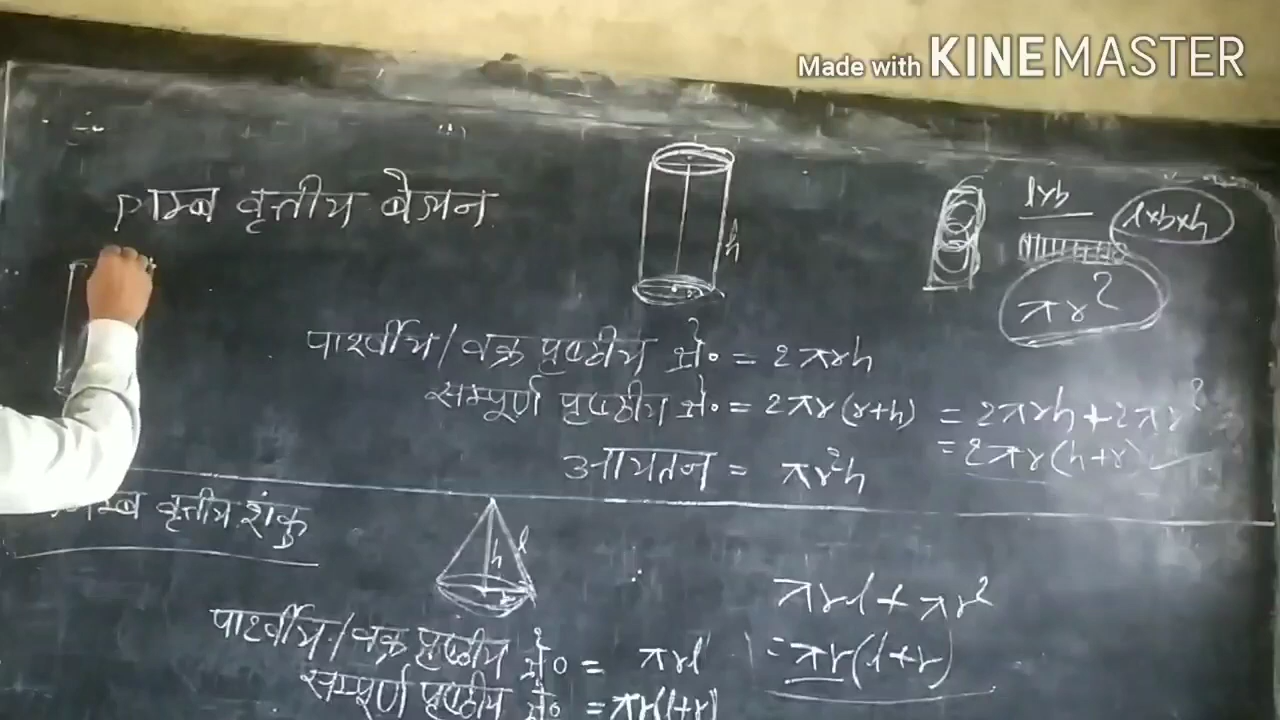 Made with KINEMASTER
लम्ब वृत्तीय बेलन
h
l×b
l×b×h
πr²
पार्श्वीय/वक्र पृष्ठीय क्षे० = 2πrh
सम्पूर्ण पृष्ठीय क्षे० = 2πr(r+h) = 2πrh + 2πr²
= 2πr(h+r)
आयतन = πr²h
लम्ब वृत्तीय शंकु
h l
r
πrl + πr²
= πr(l+r)
पार्श्वीय/वक्र पृष्ठीय क्षे० = πrl
सम्पूर्ण पृष्ठीय क्षे० = πr(l+r)